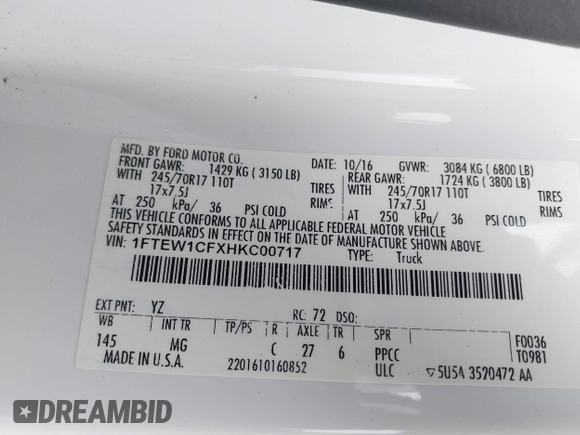 MFD. BY FORD MOTOR CO. DATE: 10/16 GVWR: 3084 KG ( 6800 LB)
FRONT GAWR: 1429 KG ( 3150 LB) REAR GAWR: 1724 KG ( 3800 LB)
WITH 245/70R17 110T TIRES WITH 245/70R17 110T TIRES
17x7.5J RIMS 17x7.5J RIMS
AT 250 kPa/ 36 PSI COLD AT 250 kPa/ 36 PSI COLD
THIS VEHICLE CONFORMS TO ALL APPLICABLE FEDERAL MOTOR VEHICLE
SAFETY STANDARDS IN EFFECT ON THE DATE OF MANUFACTURE SHOWN ABOVE.
VIN: 1FTEW1CFXHKC00717 TYPE: Truck
EXT PNT: YZ RC: 72 DSO:
WB INT TR TP/PS R AXLE TR SPR F0036
145 MG C 27 6 PPCC T0981
MADE IN U.S.A. 2201610160852 ULC ▽5U5A 3520472 AA
DREAMBID